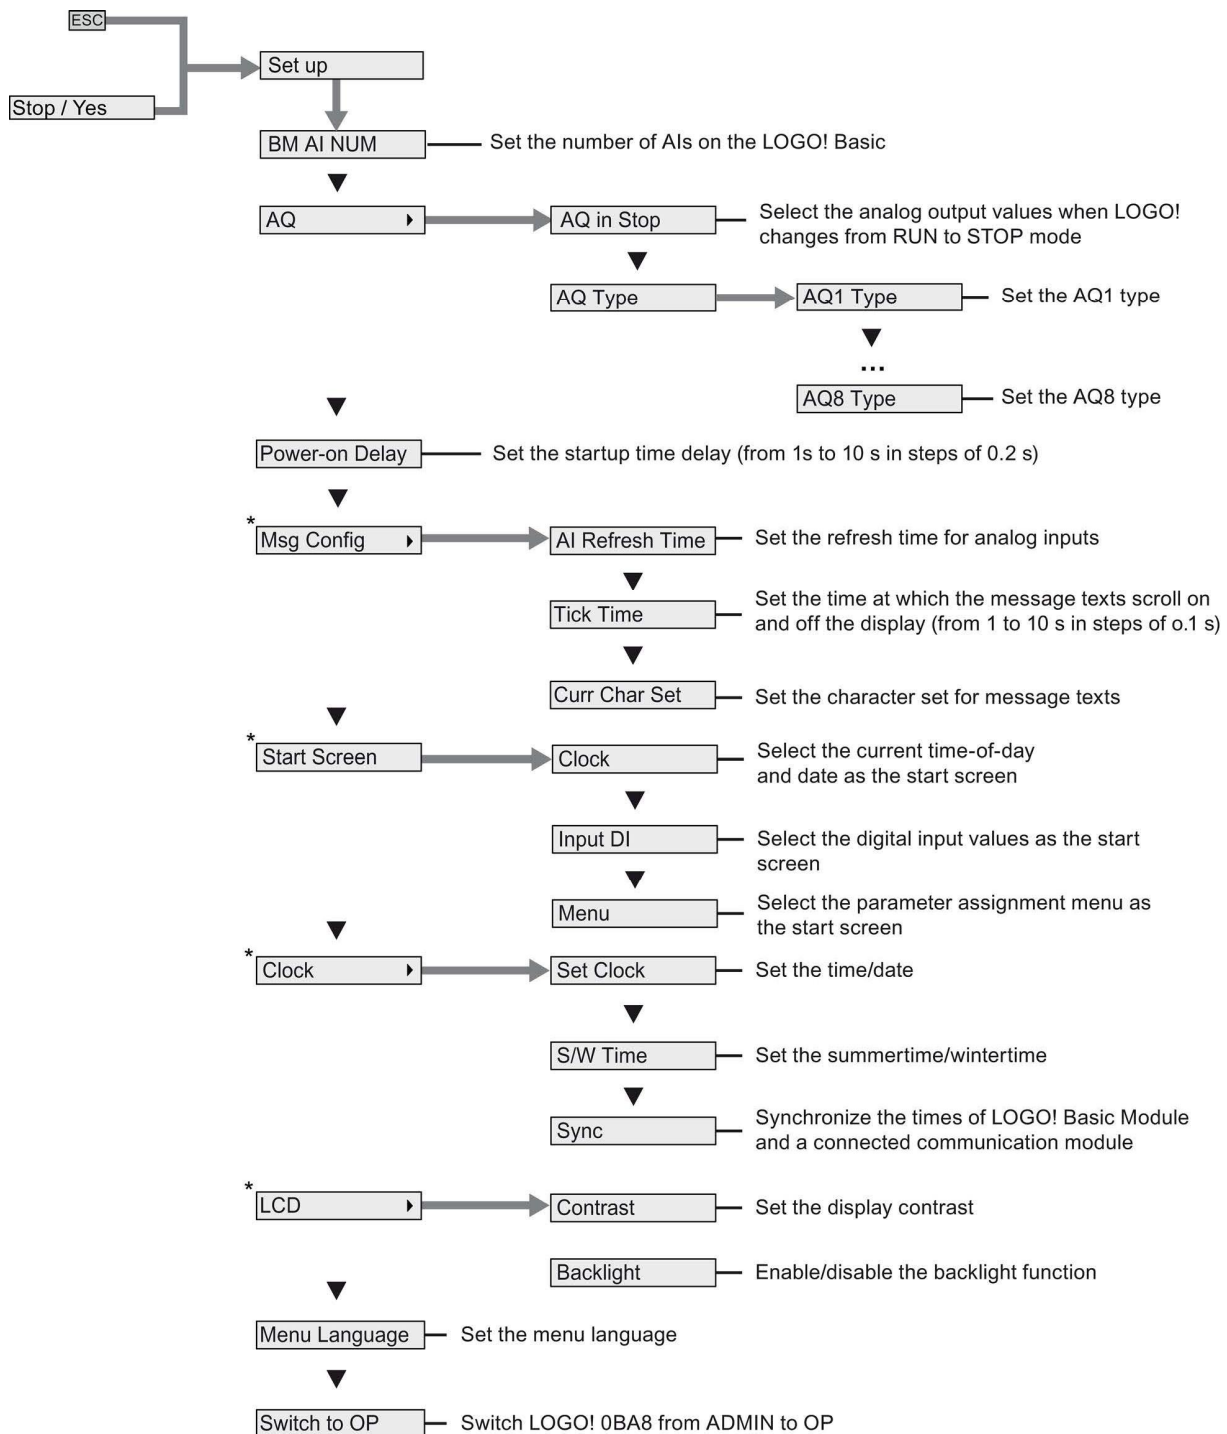 ESC
Set up
Stop / Yes
BM AI NUM
Set the number of AIs on the LOGO! Basic
AQ
AQ in Stop
Select the analog output values when LOGO!
changes from RUN to STOP mode
AQ Type
AQ1 Type
Set the AQ1 type
...
AQ8 Type
Set the AQ8 type
Power-on Delay
Set the startup time delay (from 1s to 10 s in steps of 0.2 s)
*
Msg Config
AI Refresh Time
Set the refresh time for analog inputs
Tick Time
Set the time at which the message texts scroll on
and off the display (from 1 to 10 s in steps of o.1 s)
Curr Char Set
Set the character set for message texts
*
Start Screen
Clock
Select the current time-of-day
and date as the start screen
Input DI
Select the digital input values as the start
screen
Menu
Select the parameter assignment menu as
the start screen
*
Clock
Set Clock
Set the time/date
S/W Time
Set the summertime/wintertime
Sync
Synchronize the times of LOGO! Basic Module
and a connected communication module
*
LCD
Contrast
Set the display contrast
Backlight
Enable/disable the backlight function
Menu Language
Set the menu language
Switch to OP
Switch LOGO! 0BA8 from ADMIN to OP